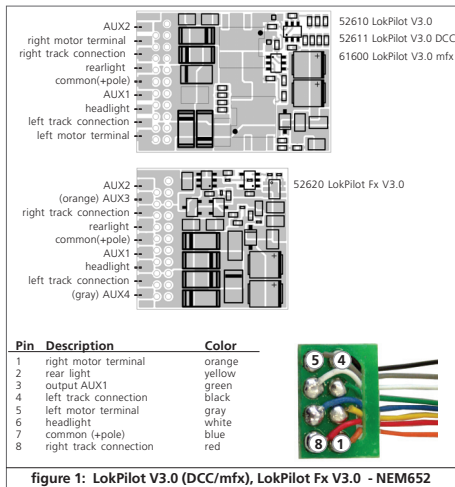 AUX2
right motor terminal
right track connection
rearlight
common(+pole)
AUX1
headlight
left track connection
left motor terminal
52610 LokPilot V3.0
52611 LokPilot V3.0 DCC
61600 LokPilot V3.0 mfx
AUX2
(orange) AUX3
right track connection
rearlight
common(+pole)
AUX1
headlight
left track connection
(gray) AUX4
52620 LokPilot Fx V3.0
Pin Description Color
1 right motor terminal orange
2 rear light yellow
3 output AUX1 green
4 left track connection black
5 left motor terminal gray
6 headlight white
7 common (+pole) blue
8 right track connection red
5 4
8 1
figure 1: LokPilot V3.0 (DCC/mfx), LokPilot Fx V3.0 - NEM652